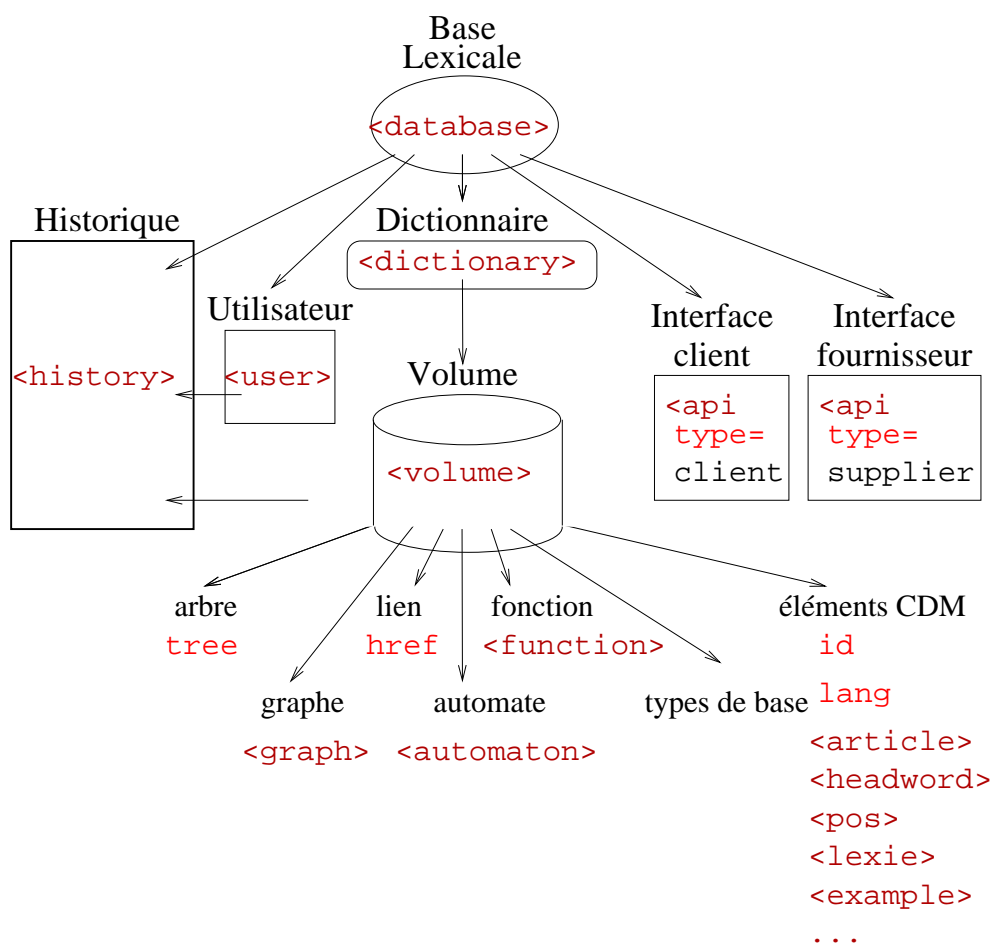 Base
Lexicale
<database>
Historique
<history>
Utilisateur
<user>
Dictionnaire
<dictionary>
Volume
<volume>
Interface
client
<api
type=
client
Interface
fournisseur
<api
type=
supplier
arbre
tree
lien
href
fonction
<function>
éléments CDM
id
lang
<article>
<headword>
<pos>
<lexie>
<example>
...
graphe
<graph>
automate
<automaton>
types de base